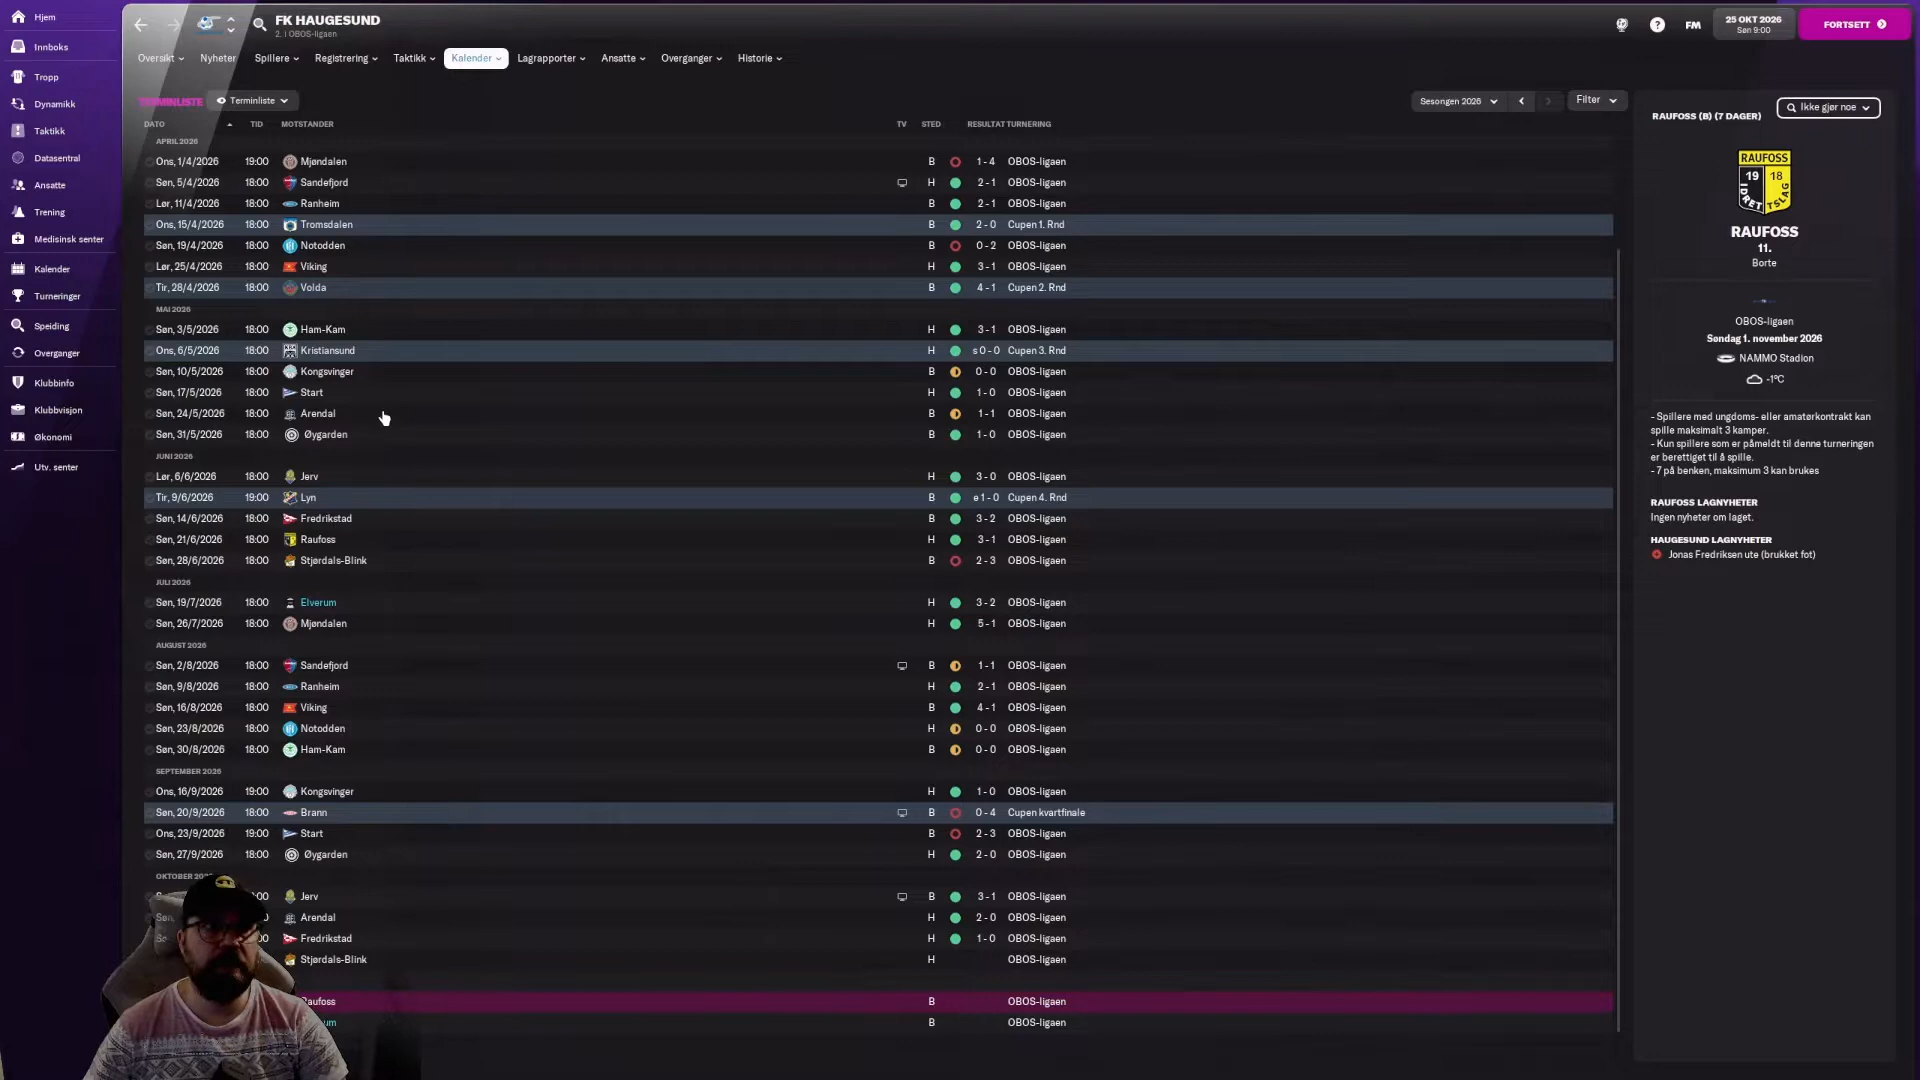 Hjem
Innboks
Tropp
Dynamikk
Taktikk
Datasentral
Ansatte
Trening
Medisinsk senter
Kalender
Turneringer
Speiding
Overganger
Klubbinfo
Klubbvisjon
Økonomi
Utv. senter
FK HAUGESUND
2. I OBOS-ligaen
FM
25 OKT 2026
Søn 9:00
FORTSETT
Oversikt Nyheter Spillere Registrering Taktikk Kalender Lagrapporter Ansatte Overganger Historie
TERMINLISTE Terminliste Sesongen 2026 Filter
DATO TID MOTSTANDER TV STED RESULTAT TURNERING
APRIL 2026
Ons, 1/4/2026 19:00 Mjøndalen B 1 - 4 OBOS-ligaen
Søn, 5/4/2026 18:00 Sandefjord H 2 - 1 OBOS-ligaen
Lør, 11/4/2026 18:00 Ranheim B 2 - 1 OBOS-ligaen
Ons, 15/4/2026 18:00 Tromsdalen B 2 - 0 Cupen 1. Rnd
Søn, 19/4/2026 18:00 Notodden B 0 - 2 OBOS-ligaen
Lør, 25/4/2026 18:00 Viking H 3 - 1 OBOS-ligaen
Tir, 28/4/2026 18:00 Volda B 4 - 1 Cupen 2. Rnd
MAI 2026
Søn, 3/5/2026 18:00 Ham-Kam H 3 - 1 OBOS-ligaen
Ons, 6/5/2026 18:00 Kristiansund H s 0 - 0 Cupen 3. Rnd
Søn, 10/5/2026 18:00 Kongsvinger B 0 - 0 OBOS-ligaen
Søn, 17/5/2026 18:00 Start H 1 - 0 OBOS-ligaen
Søn, 24/5/2026 18:00 Arendal B 1 - 1 OBOS-ligaen
Søn, 31/5/2026 18:00 Øygarden B 1 - 0 OBOS-ligaen
JUNI 2026
Lør, 6/6/2026 18:00 Jerv H 3 - 0 OBOS-ligaen
Tir, 9/6/2026 19:00 Lyn B e 1 - 0 Cupen 4. Rnd
Søn, 14/6/2026 18:00 Fredrikstad B 3 - 2 OBOS-ligaen
Søn, 21/6/2026 18:00 Raufoss H 3 - 1 OBOS-ligaen
Søn, 28/6/2026 18:00 Stjørdals-Blink B 2 - 3 OBOS-ligaen
JULI 2026
Søn, 19/7/2026 18:00 Elverum H 3 - 2 OBOS-ligaen
Søn, 26/7/2026 18:00 Mjøndalen H 5 - 1 OBOS-ligaen
AUGUST 2026
Søn, 2/8/2026 18:00 Sandefjord B 1 - 1 OBOS-ligaen
Søn, 9/8/2026 18:00 Ranheim H 2 - 1 OBOS-ligaen
Søn, 16/8/2026 18:00 Viking B 4 - 1 OBOS-ligaen
Søn, 23/8/2026 18:00 Notodden H 0 - 0 OBOS-ligaen
Søn, 30/8/2026 18:00 Ham-Kam B 0 - 0 OBOS-ligaen
SEPTEMBER 2026
Ons, 16/9/2026 19:00 Kongsvinger H 1 - 0 OBOS-ligaen
Søn, 20/9/2026 18:00 Brann B 0 - 4 Cupen kvartfinale
Ons, 23/9/2026 19:00 Start B 2 - 3 OBOS-ligaen
Søn, 27/9/2026 18:00 Øygarden H 2 - 0 OBOS-ligaen
OKTOBER
Jerv B 3 - 1 OBOS-ligaen
Arendal H 2 - 0 OBOS-ligaen
Fredrikstad H 1 - 0 OBOS-ligaen
Stjørdals-Blink H OBOS-ligaen
Raufoss B OBOS-ligaen
B OBOS-ligaen
RAUFOSS (B) (7 DAGER) Ikke gjør noe
RAUFOSS
19 18
IDRETTSLAG
RAUFOSS
11.
Borte
OBOS-ligaen
Søndag 1. november 2026
NAMMO Stadion
-1°C
- Spillere med ungdoms- eller amatørkontrakt kan
spille maksimalt 3 kamper.
- Kun spillere som er påmeldt til denne turneringen
er berettiget til å spille.
- 7 på benken, maksimum 3 kan brukes
RAUFOSS LAGNYHETER
Ingen nyheter om laget.
HAUGESUND LAGNYHETER
Jonas Fredriksen ute (brukket fot)